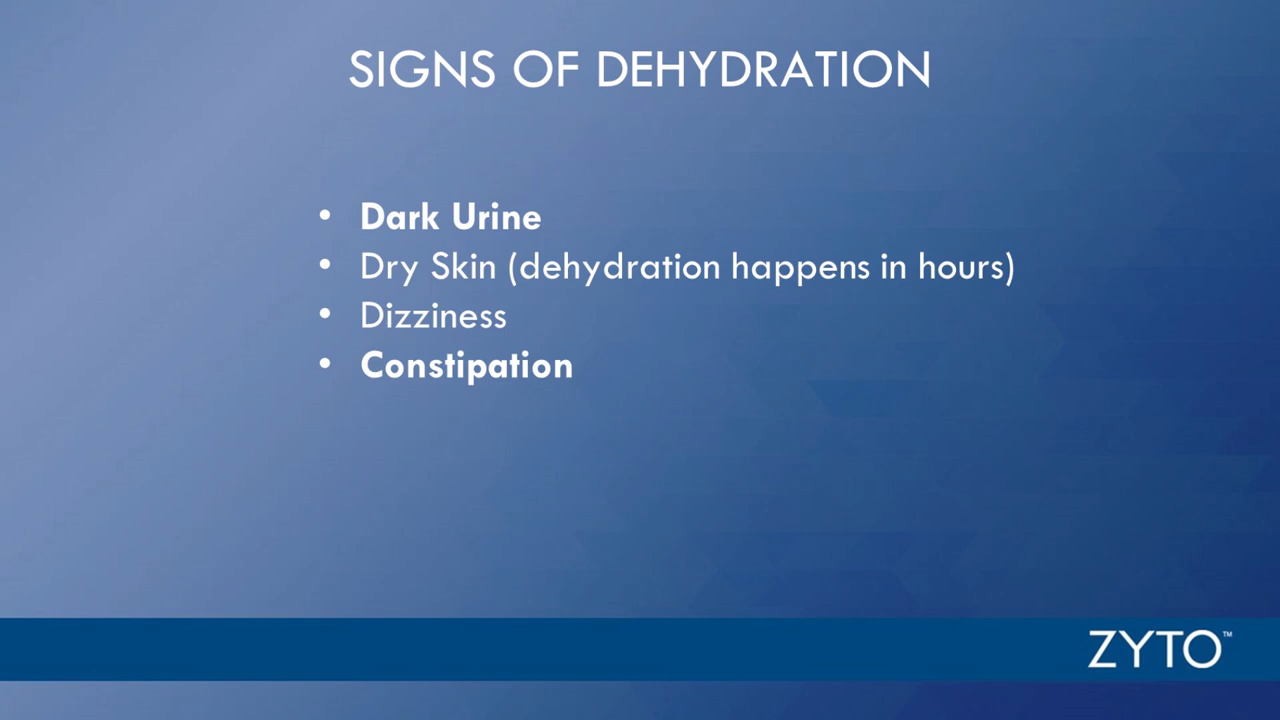 SIGNS OF DEHYDRATION
• Dark Urine
• Dry Skin (dehydration happens in hours)
• Dizziness
• Constipation
ZYTO™